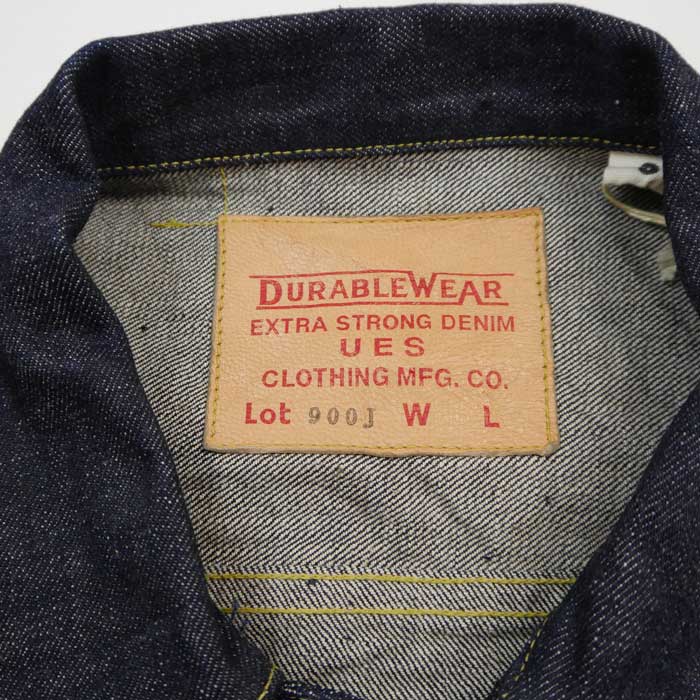 DURABLEWEAR
EXTRA STRONG DENIM
UES
CLOTHING MFG. CO.
Lot 900J W L